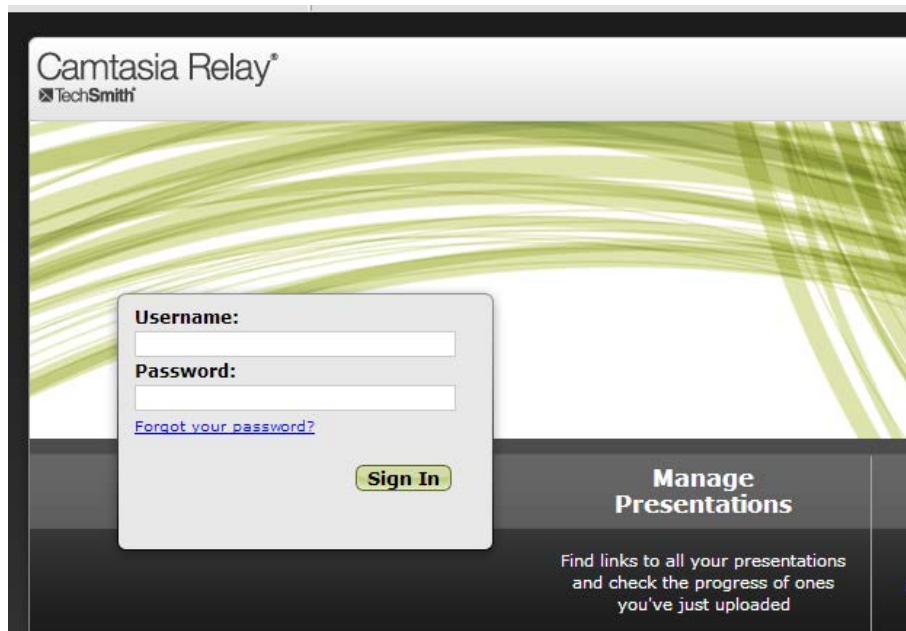 Camtasia Relay®
TechSmith®
Username:
Password:
Forgot your password?
Sign In
Manage
Presentations
Find links to all your presentations
and check the progress of ones
you've just uploaded